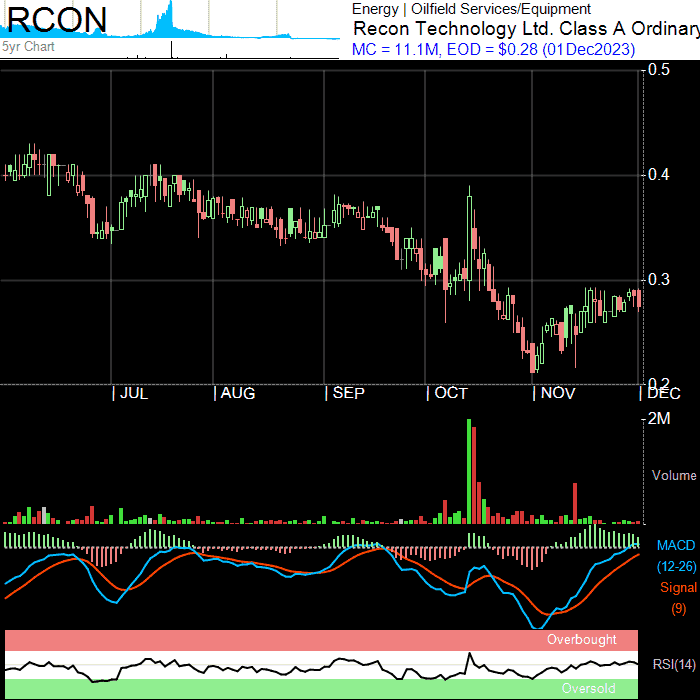 RCON
5yr Chart
Energy | Oilfield Services/Equipment
Recon Technology Ltd. Class A Ordinary
MC = 11.1M, EOD = $0.28 (01Dec2023)
0.5
0.4
0.3
0.2
| JUL | AUG | SEP | OCT | NOV | DEC
2M
Volume
MACD
(12-26)
Signal
(9)
Overbought
RSI(14)
Oversold